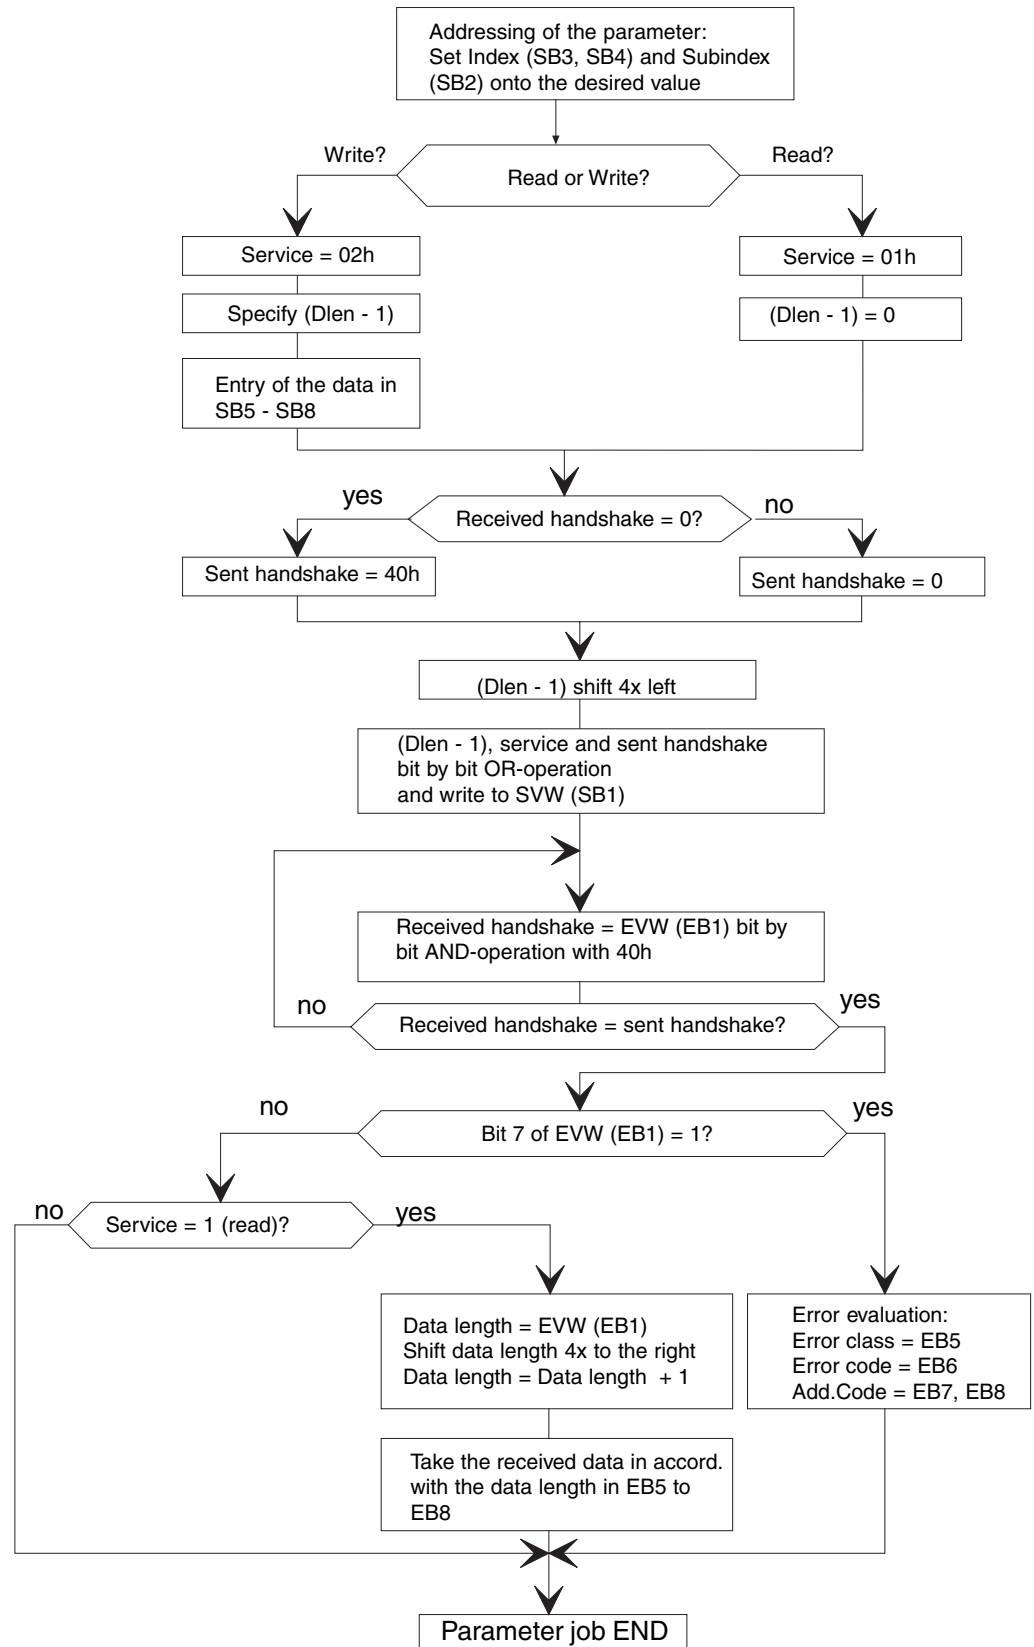 Addressing of the parameter:
Set Index (SB3, SB4) and Subindex
(SB2) onto the desired value
Write?
Read?
Read or Write?
Service = 02h
Service = 01h
Specify (Dlen - 1)
(Dlen - 1) = 0
Entry of the data in
SB5 - SB8
yes
no
Received handshake = 0?
Sent handshake = 40h
Sent handshake = 0
(Dlen - 1) shift 4x left
(Dlen - 1), service and sent handshake
bit by bit OR-operation
and write to SVW (SB1)
Received handshake = EVW (EB1) bit by
bit AND-operation with 40h
no
yes
Received handshake = sent handshake?
no
yes
Bit 7 of EVW (EB1) = 1?
no
Service = 1 (read)?
yes
Data length = EVW (EB1)
Shift data length 4x to the right
Data length = Data length + 1
Error evaluation:
Error class = EB5
Error code = EB6
Add.Code = EB7, EB8
Take the received data in accord.
with the data length in EB5 to
EB8
Parameter job END